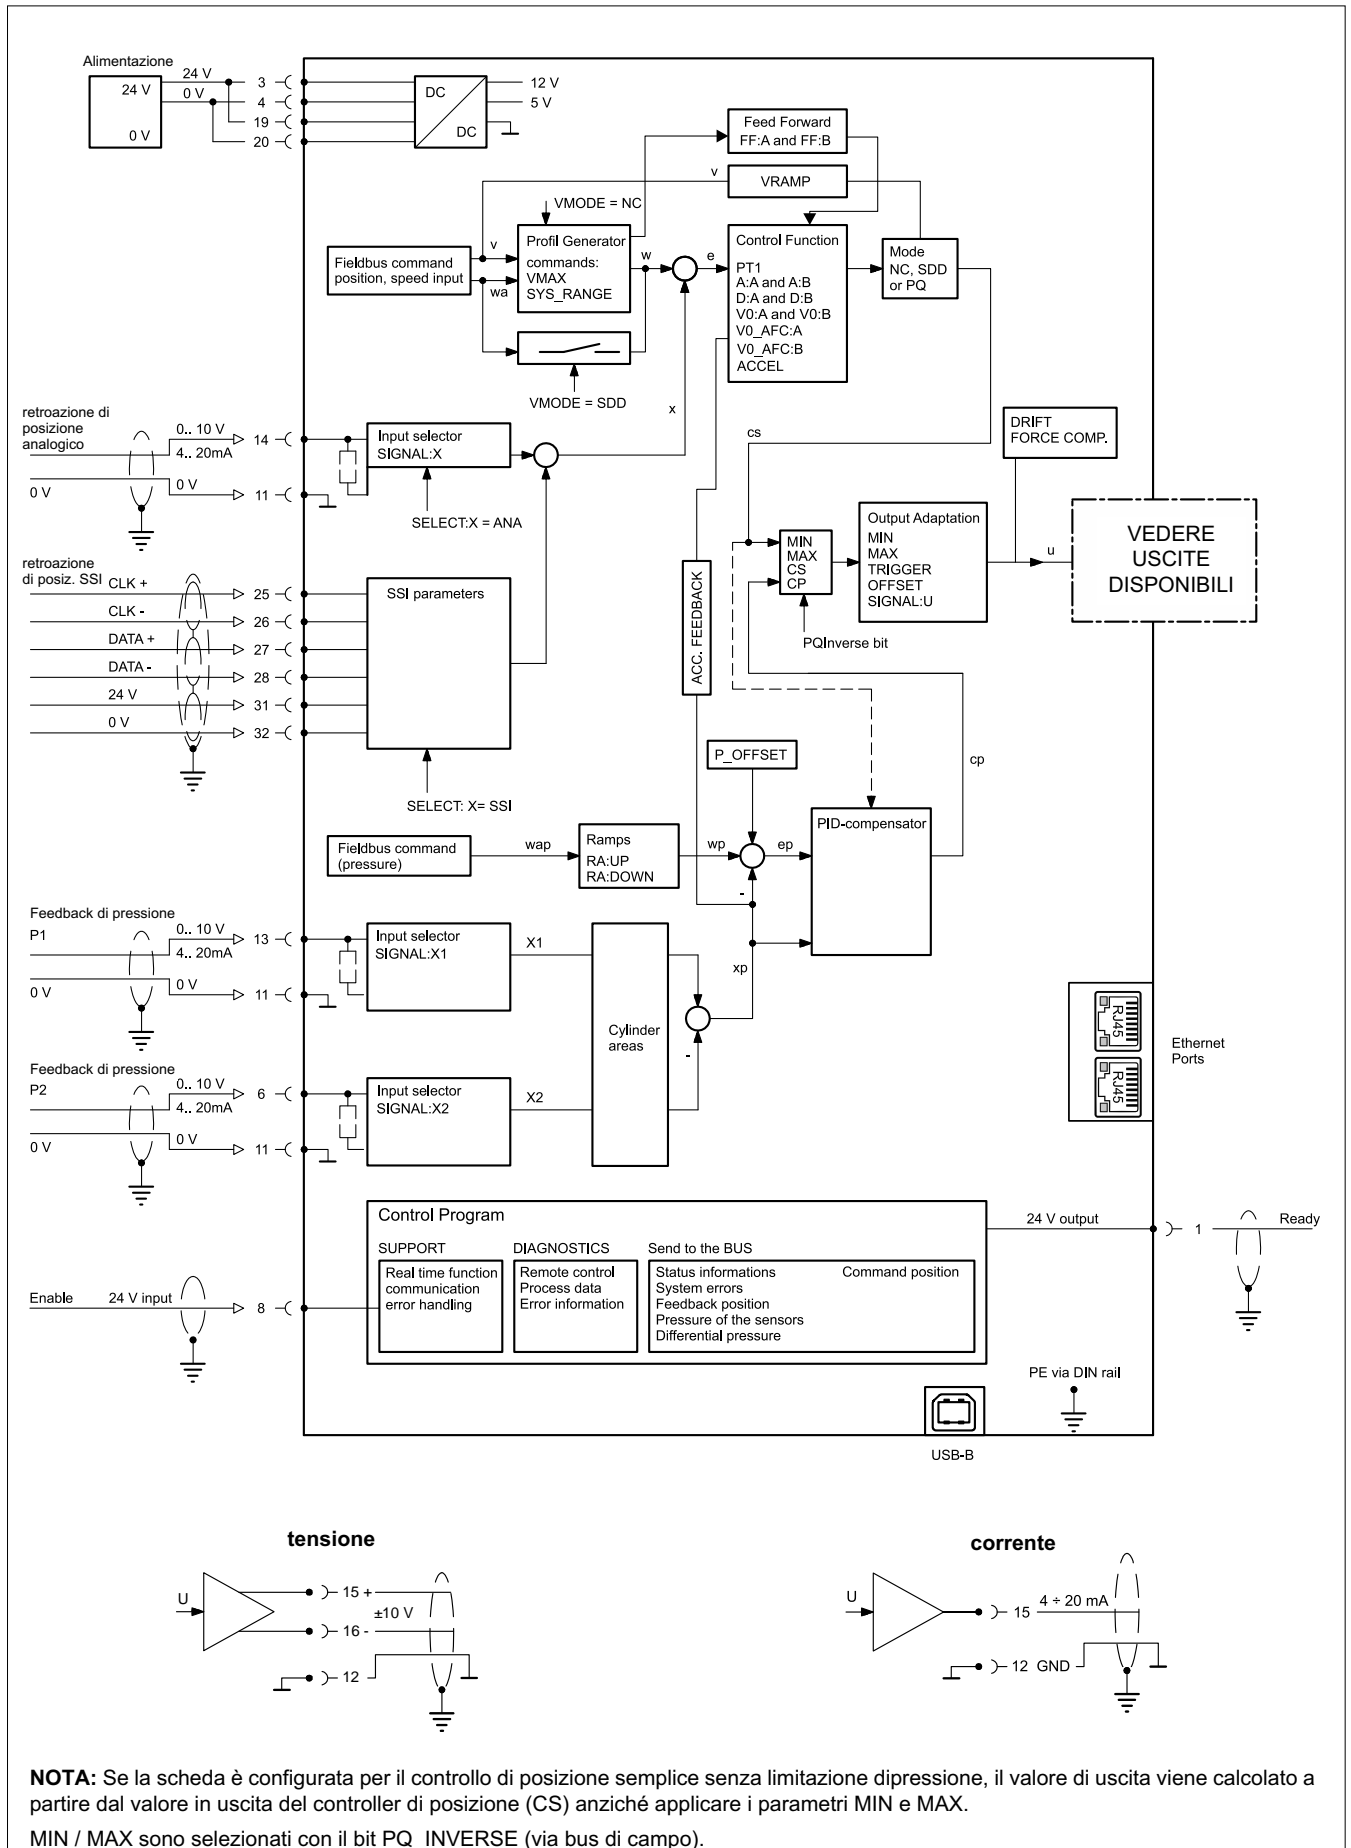 Alimentazione
24 V
0 V
24 V
0 V
3
4
19
20
DC
DC
12 V
5 V
Feed Forward
FF:A and FF:B
v
VRAMP
VMODE = NC
Fieldbus command
position, speed input
v
wa
Profil Generator
commands:
VMAX
SYS_RANGE
w
e
Control Function
PT1
A:A and A:B
D:A and D:B
V0:A and V0:B
V0_AFC:A
V0_AFC:B
ACCEL
Mode
NC, SDD
or PQ
VMODE = SDD
x
retroazione di
posizione
analogico
0.. 10 V
4.. 20mA
14
0 V
0 V
11
Input selector
SIGNAL:X
SELECT:X = ANA
cs
DRIFT
FORCE COMP.
MIN
MAX
CS
CP
PQInverse bit
Output Adaptation
MIN
MAX
TRIGGER
OFFSET
SIGNAL:U
u
VEDERE
USCITE
DISPONIBILI
retroazione
di posiz. SSI
CLK +
25
CLK -
26
DATA +
27
DATA -
28
24 V
31
0 V
32
SSI parameters
SELECT: X= SSI
ACC. FEEDBACK
P_OFFSET
cp
Fieldbus command
(pressure)
wap
Ramps
RA:UP
RA:DOWN
wp
ep
-
PID-compensator
Feedback di pressione
P1
0.. 10 V
4.. 20mA
13
0 V
0 V
11
Input selector
SIGNAL:X1
X1
xp
Cylinder
areas
-
Feedback di pressione
P2
0.. 10 V
4.. 20mA
6
0 V
0 V
11
Input selector
SIGNAL:X2
X2
RJ45
RJ45
Ethernet
Ports
Control Program
SUPPORT
Real time function
communication
error handling
DIAGNOSTICS
Remote control
Process data
Error information
Send to the BUS
Status informations
System errors
Feedback position
Pressure of the sensors
Differential pressure
Command position
24 V output
1
Ready
Enable
24 V input
8
PE via DIN rail
USB-B
tensione
U
15 +
±10 V
16 -
12
corrente
U
15
4 ÷ 20 mA
12 GND
NOTA: Se la scheda è configurata per il controllo di posizione semplice senza limitazione dipressione, il valore di uscita viene calcolato a
partire dal valore in uscita del controller di posizione (CS) anziché applicare i parametri MIN e MAX.
MIN / MAX sono selezionati con il bit PQ_INVERSE (via bus di campo).